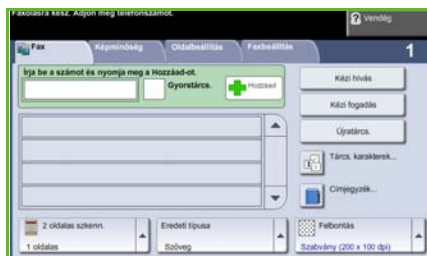 Faxolásra kész. Adjon meg telefonszámot.
Vendég
Fax
Képminőség
Oldalbeállítás
Faxbeállítás
1
Írja be a számot és nyomja meg a Hozzáad-ot.
Gyorstárcs.
Hozzáad
Kézi hívás
Kézi fogadás
Újratárcs.
Tárcs. karakterek...
Címjegyzék...
2 oldalas szkenn.
1 oldalas
Eredeti típusa
Szöveg
Felbontás
Szabvány (200 x 100 dpi)